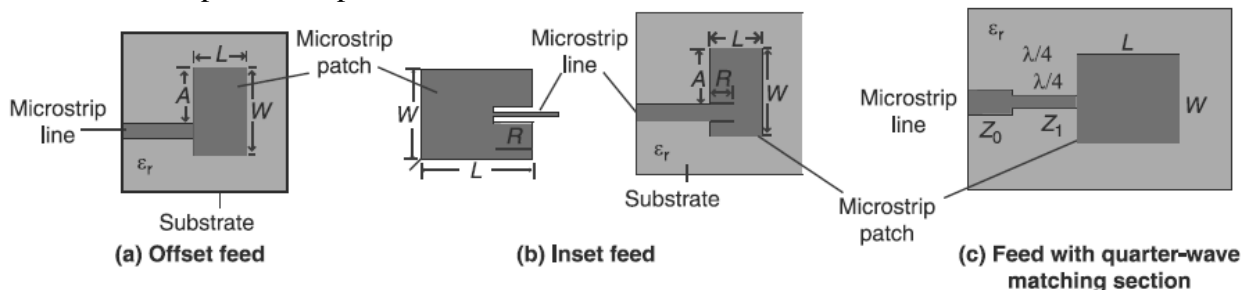 L
A
W
Microstrip
patch
Microstrip
line
εr
Substrate
(a) Offset feed
W
R
L
Microstrip
line
L
A
R
W
εr
Substrate
(b) Inset feed
Microstrip
patch
εr
λ/4
λ/4
L
W
Microstrip
line
Z0
Z1
(c) Feed with quarter-wave
matching section